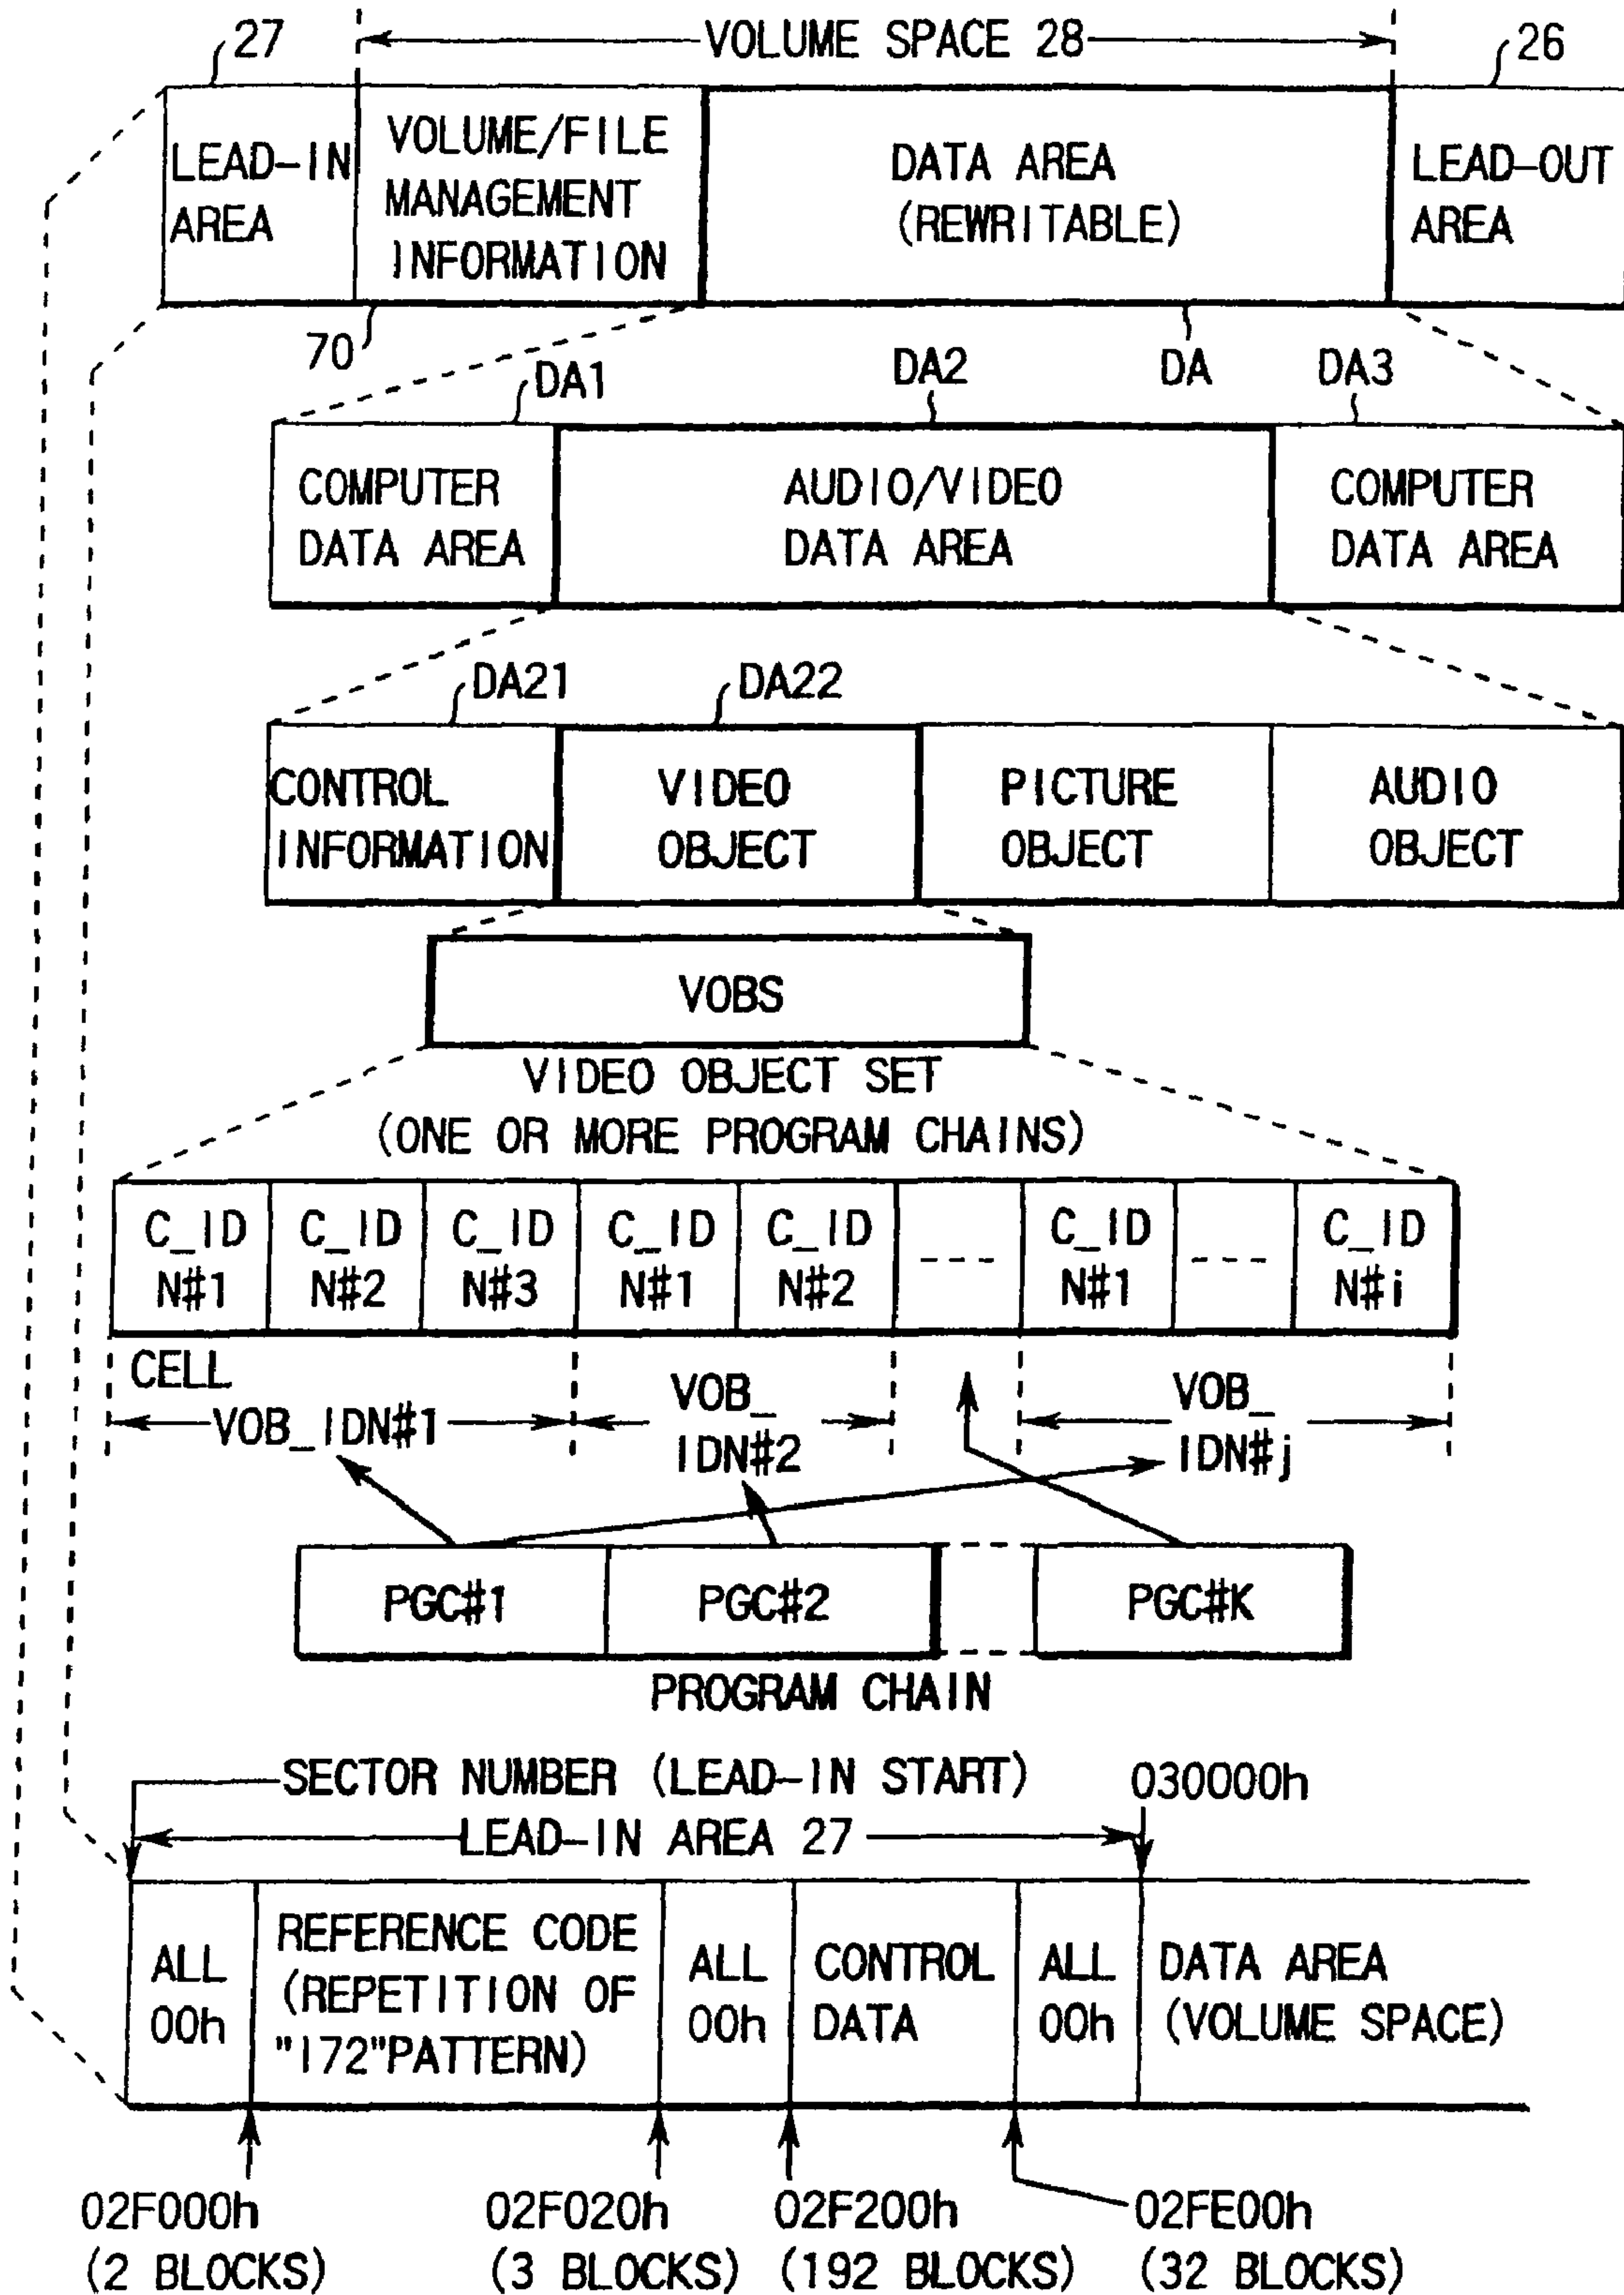 27
VOLUME SPACE 28
26
LEAD-IN
AREA
VOLUME/FILE
MANAGEMENT
INFORMATION
DATA AREA
(REWRITABLE)
LEAD-OUT
AREA
70
DA1
DA2
DA
DA3
COMPUTER
DATA AREA
AUDIO/VIDEO
DATA AREA
COMPUTER
DATA AREA
DA21
DA22
CONTROL
INFORMATION
VIDEO
OBJECT
PICTURE
OBJECT
AUDIO
OBJECT
VOBS
VIDEO OBJECT SET
(ONE OR MORE PROGRAM CHAINS)
C_ID
N#1
C_ID
N#2
C_ID
N#3
C_ID
N#1
C_ID
N#2
----
C_ID
N#1
----
C_ID
N#i
CELL
VOB_IDN#1
VOB_
IDN#2
VOB_
IDN#j
PGC#1
PGC#2
PGC#K
PROGRAM CHAIN
SECTOR NUMBER (LEAD-IN START)
030000h
LEAD-IN AREA 27
ALL
00h
REFERENCE CODE
(REPETITION OF
"172"PATTERN)
ALL
00h
CONTROL
DATA
ALL
00h
DATA AREA
(VOLUME SPACE)
02F000h
(2 BLOCKS)
02F020h
(3 BLOCKS)
02F200h
(192 BLOCKS)
02FE00h
(32 BLOCKS)